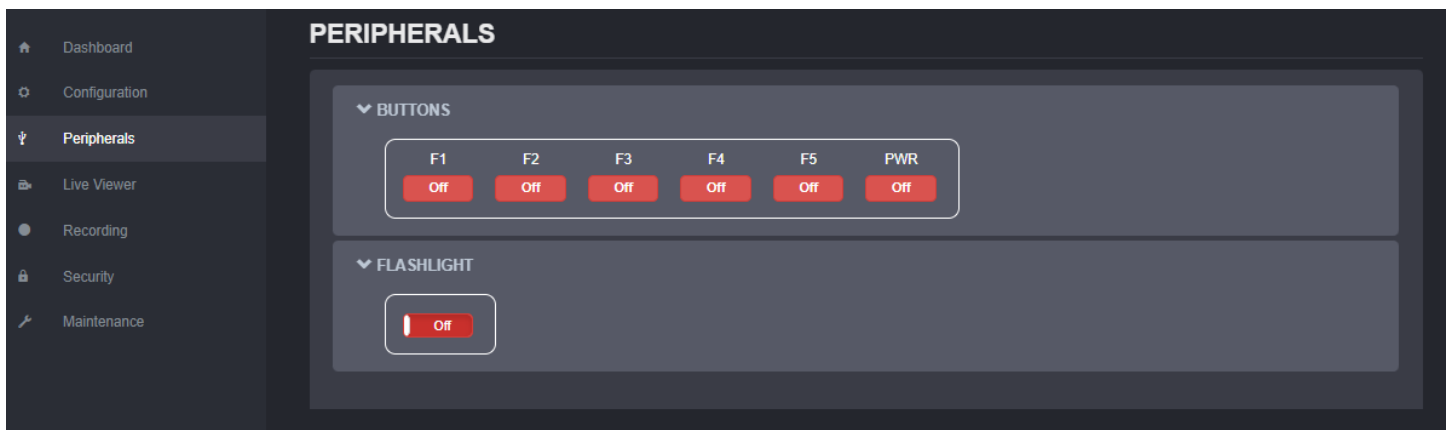 Dashboard
Configuration
Peripherals
Live Viewer
Recording
Security
Maintenance
PERIPHERALS
BUTTONS
F1 F2 F3 F4 F5 PWR
Off Off Off Off Off Off
FLASHLIGHT
Off